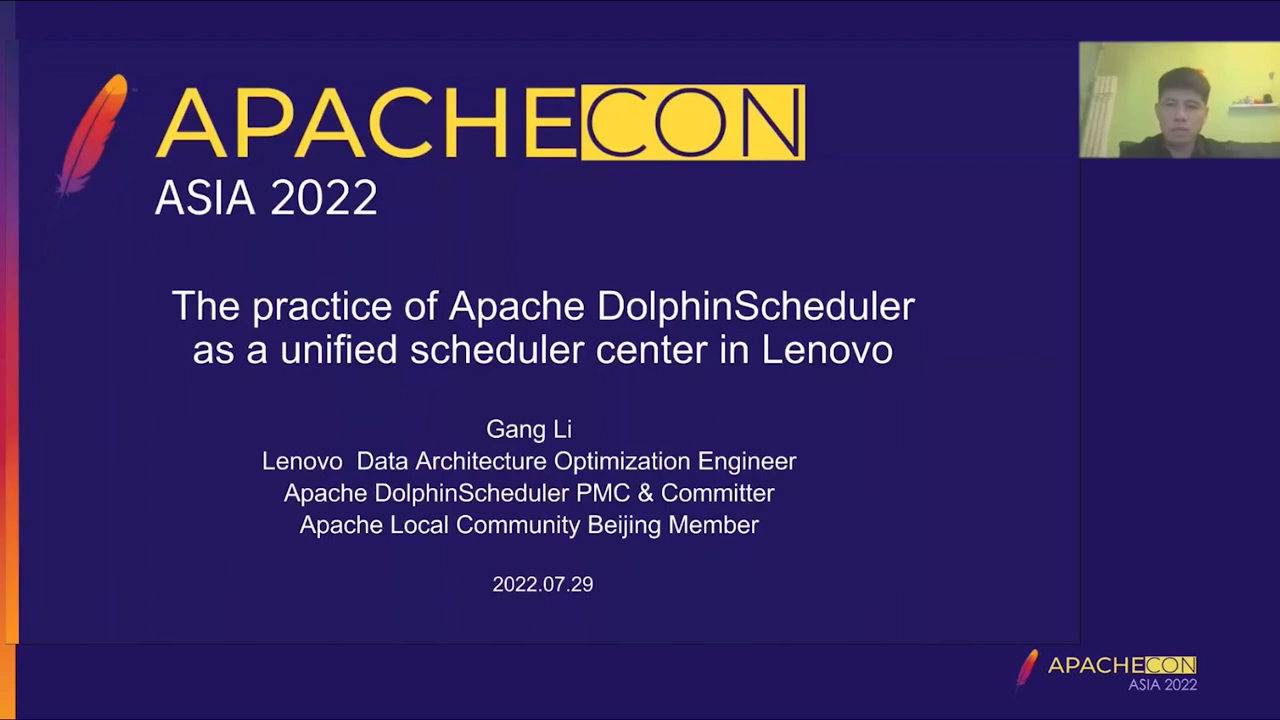 APACHECON
ASIA 2022
The practice of Apache DolphinScheduler
as a unified scheduler center in Lenovo
Gang Li
Lenovo  Data Architecture Optimization Engineer
Apache DolphinScheduler PMC & Committer
Apache Local Community Beijing Member
2022.07.29
APACHECON
ASIA 2022